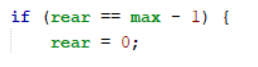 if (rear == max - 1) {
rear = 0;